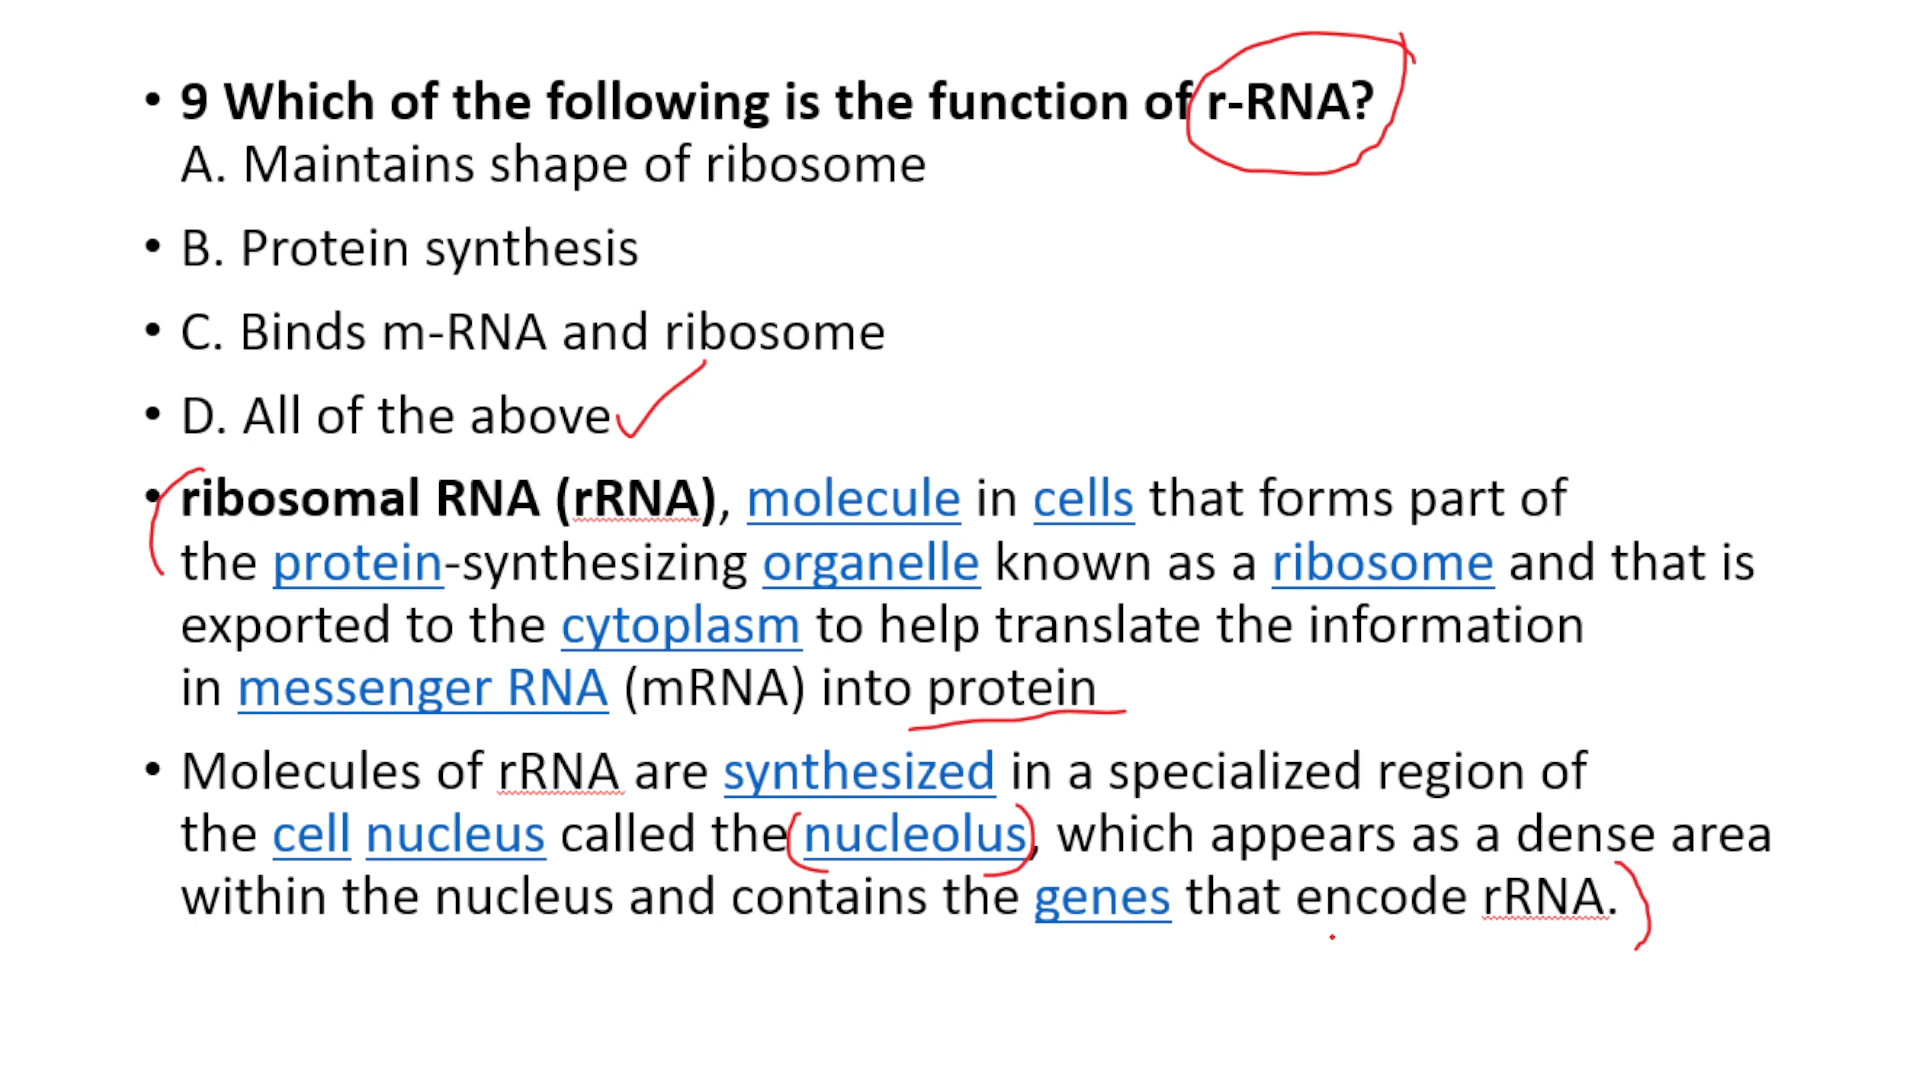 • 9 Which of the following is the function of r-RNA?
A. Maintains shape of ribosome
• B. Protein synthesis
• C. Binds m-RNA and ribosome
• D. All of the above
• ribosomal RNA (rRNA), molecule in cells that forms part of
the protein-synthesizing organelle known as a ribosome and that is
exported to the cytoplasm to help translate the information
in messenger RNA (mRNA) into protein
• Molecules of rRNA are synthesized in a specialized region of
the cell nucleus called the nucleolus, which appears as a dense area
within the nucleus and contains the genes that encode rRNA.